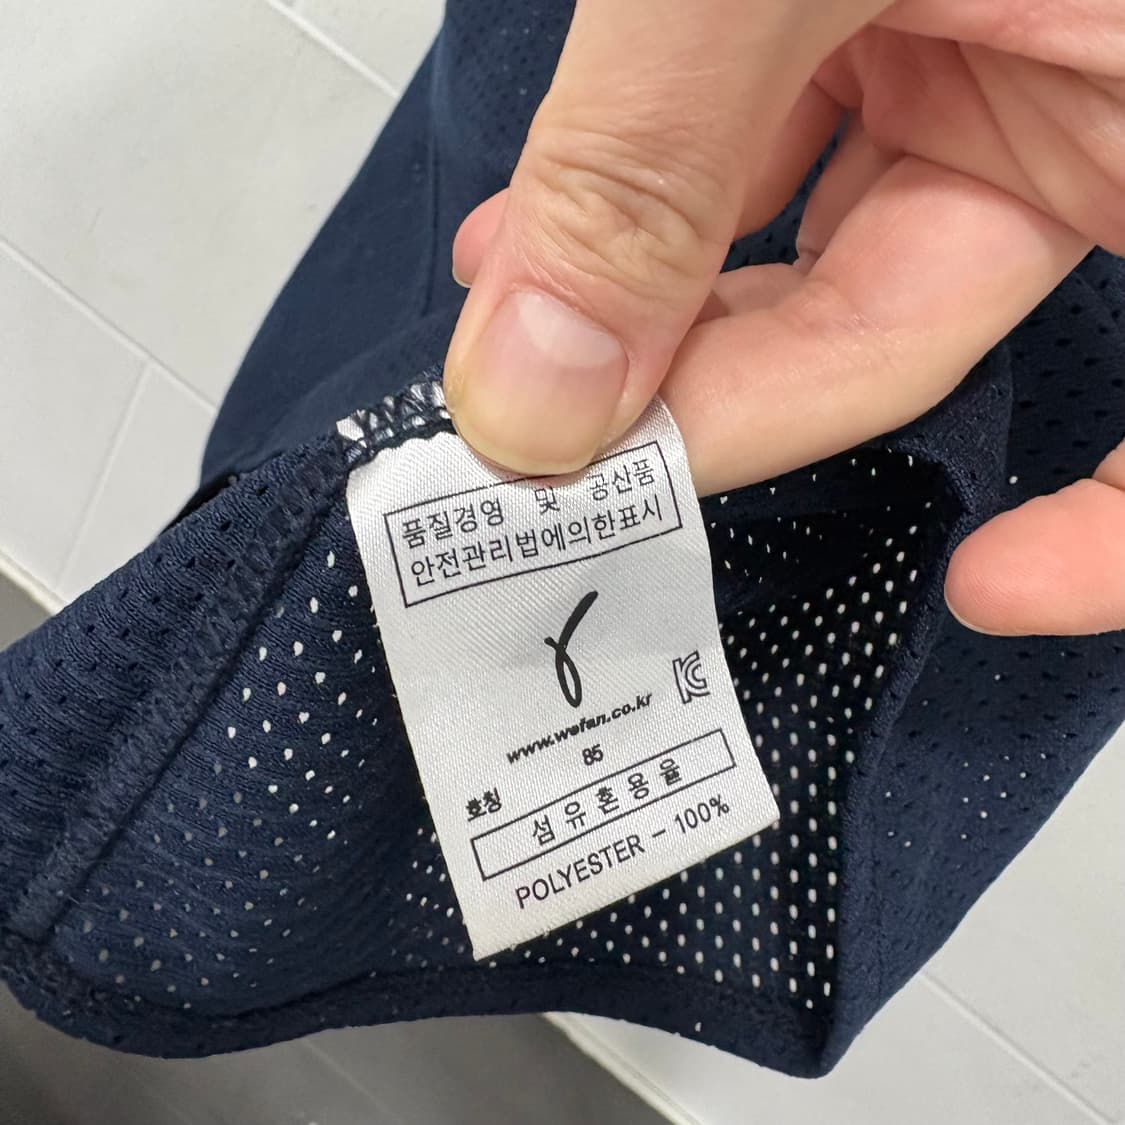 품질경영 및 공산품
안전관리법에의한표시
KC
www.wefan.co.kr
호칭 85
섬유혼용율
POLYESTER - 100%